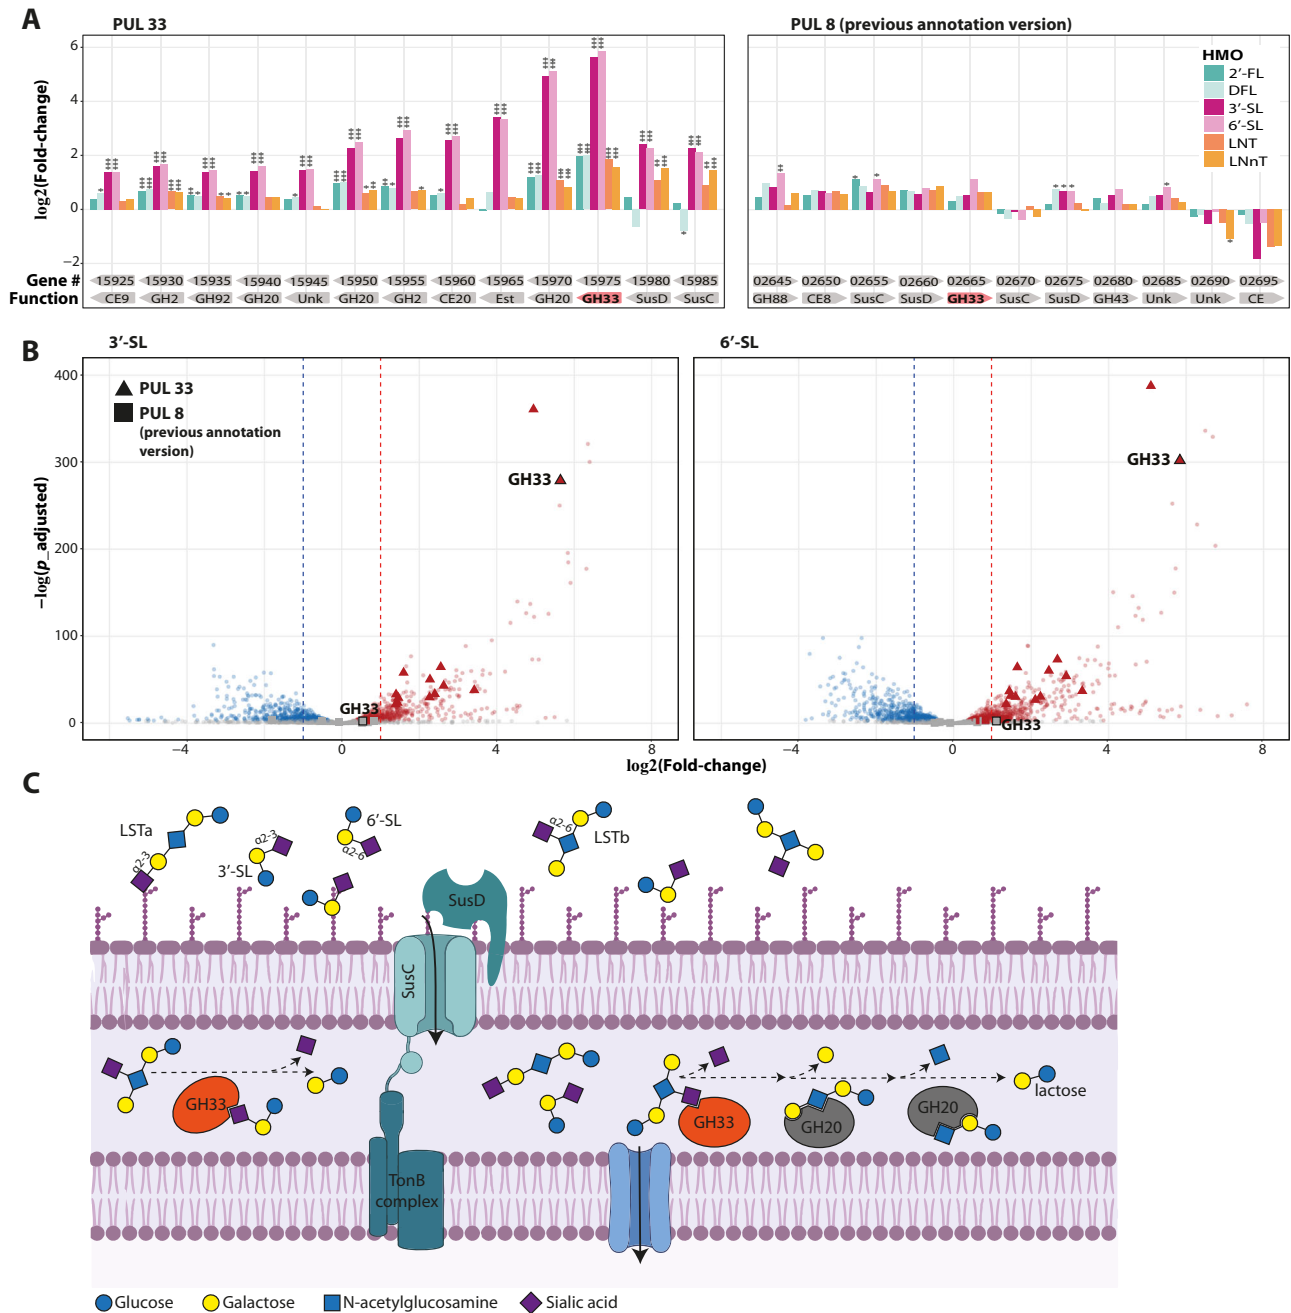 A
PUL 33
PUL 8 (previous annotation version)
log2(Fold-change)
6
4
2
0
−2
HMO
2′-FL
DFL
3′-SL
6′-SL
LNT
LNnT
Gene # 15925 15930 15935 15940 15945 15950 15955 15960 15965 15970 15975 15980 15985
02645 02650 02655 02660 02665 02670 02675 02680 02685 02690 02695
Function CE9 GH2 GH92 GH20 Unk GH20 GH2 CE20 Est GH20 GH33 SusD SusC
GH88 CE8 SusC SusD GH33 SusC SusD GH43 Unk Unk CE
B
3′-SL
6′-SL
−log(p_adjusted)
400
300
200
100
0
PUL 33
PUL 8
(previous annotation
version)
GH33
GH33
GH33
GH33
−4 0 4 8
−4 0 4 8
log2(Fold-change)
C
LSTa
α2-3
α2-3
3′-SL
6′-SL
α2-6
α2-6
LSTb
SusD
SusC
GH33
TonB
complex
GH33
GH20
GH20
lactose
Glucose
Galactose
N-acetylglucosamine
Sialic acid